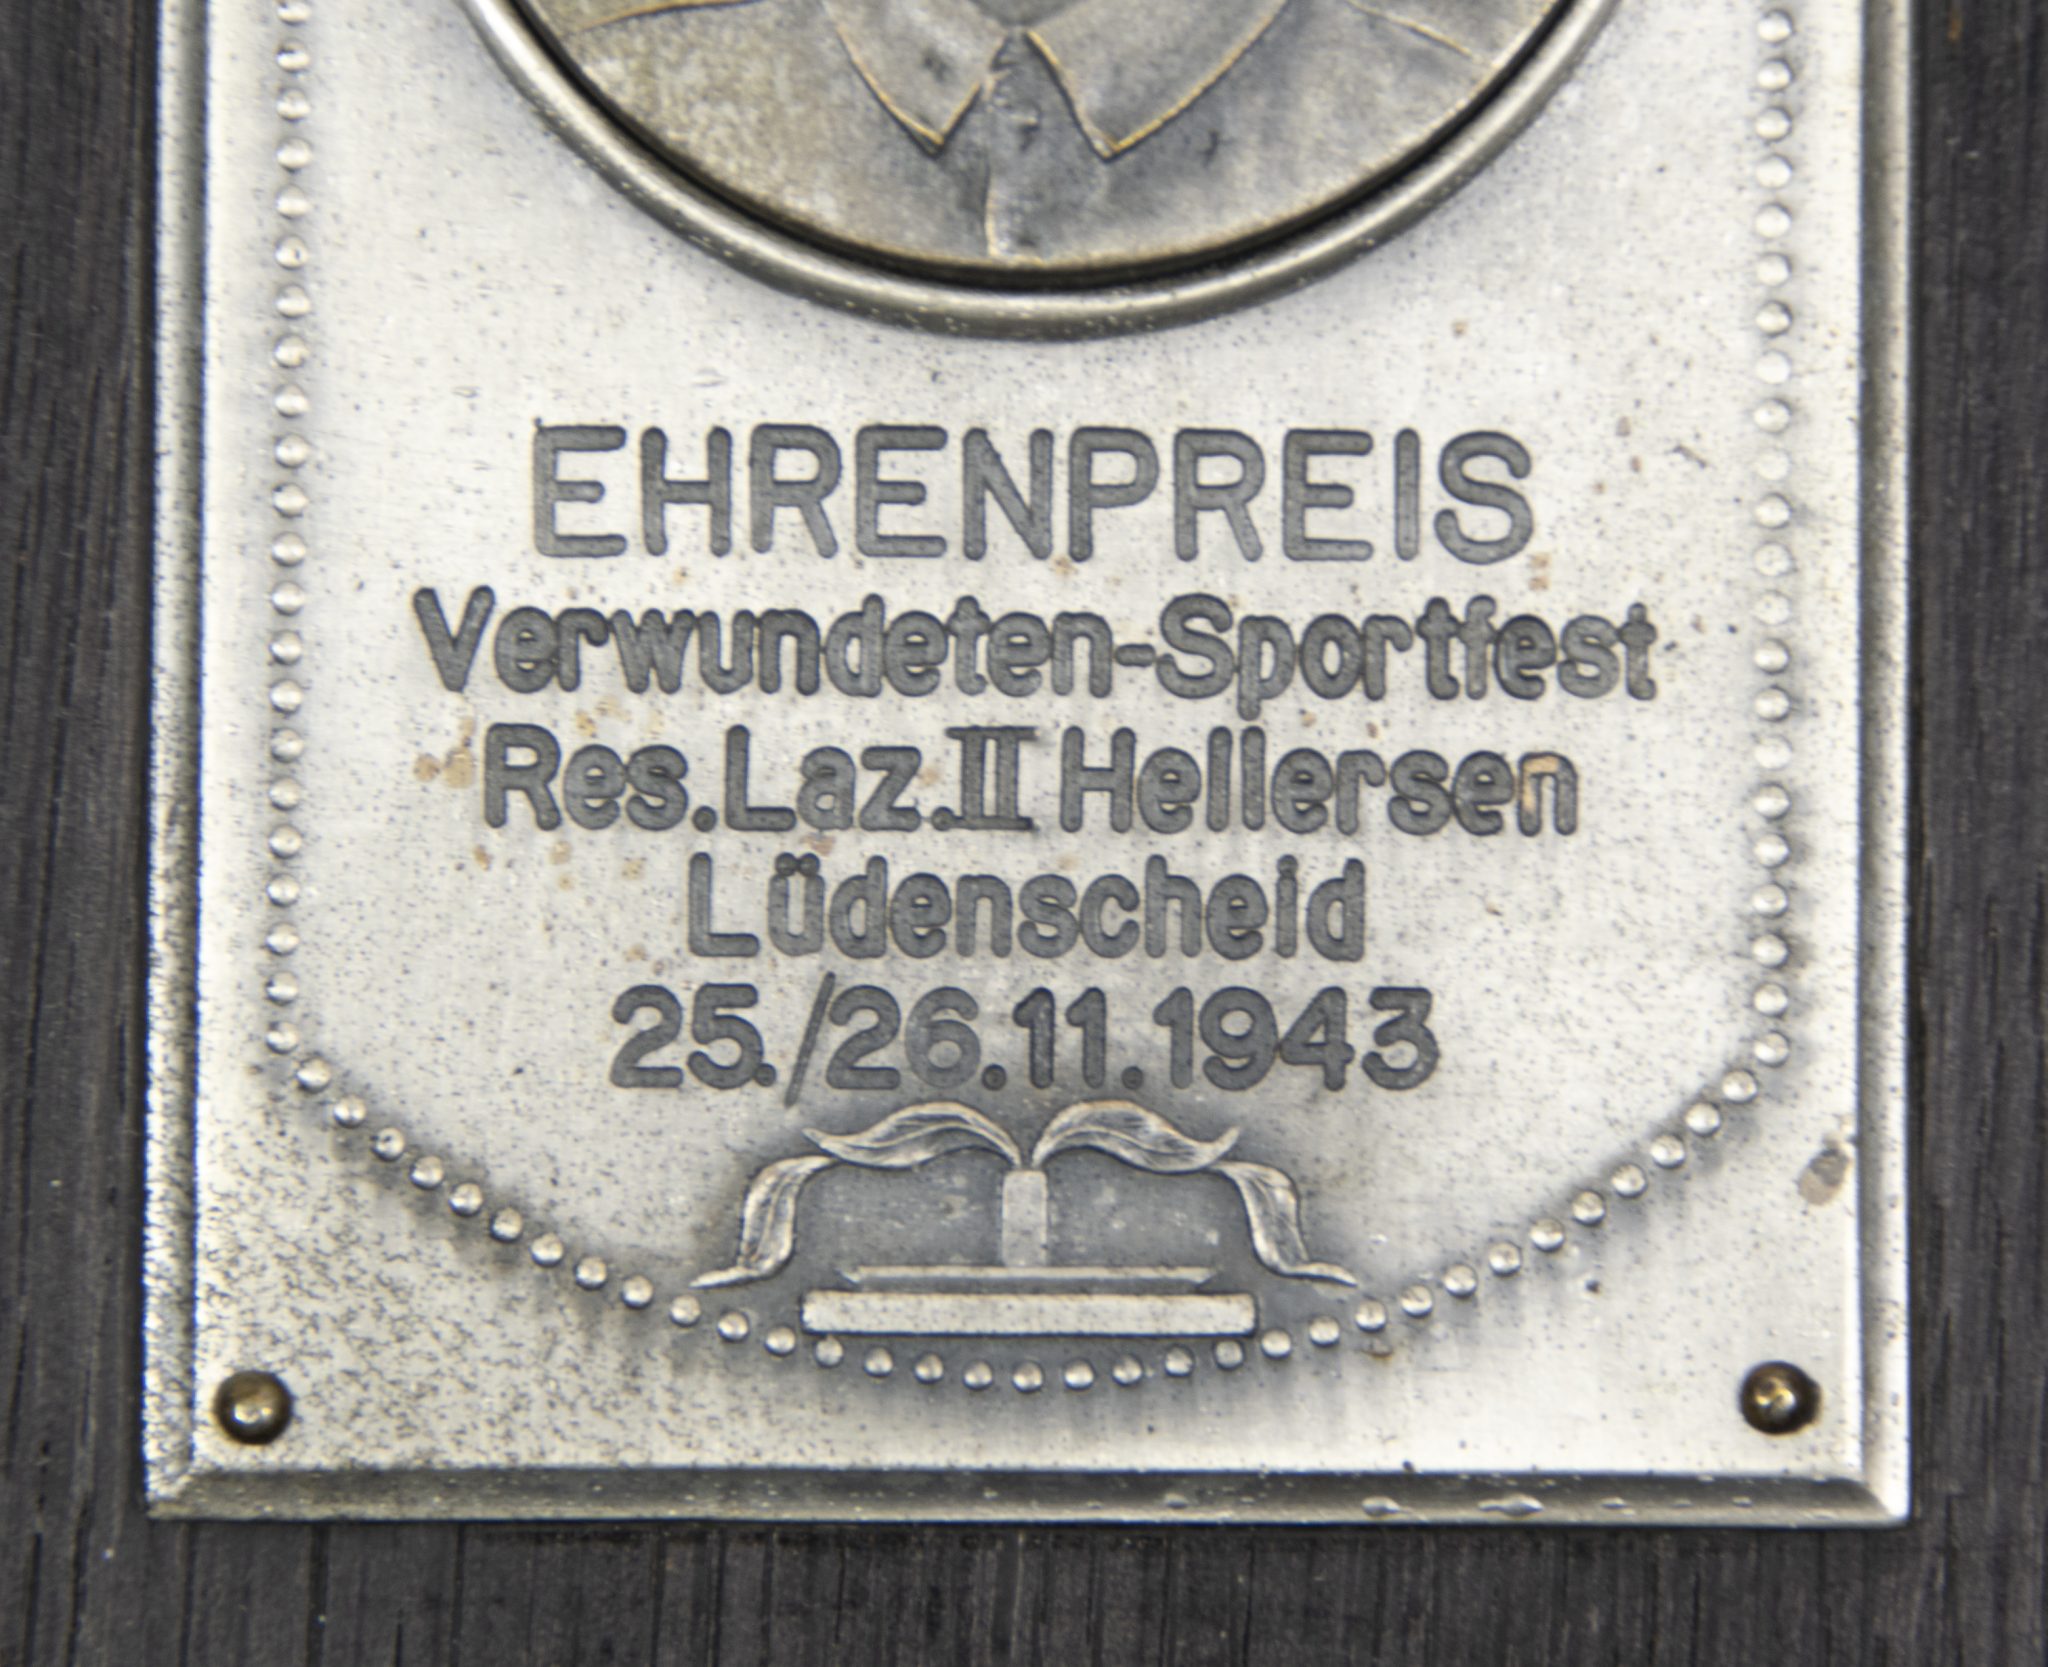 EHRENPREIS
Verwundeten-Sportfest
Res.Laz.II Hellersen
Lüdenscheid
25./26.11.1943